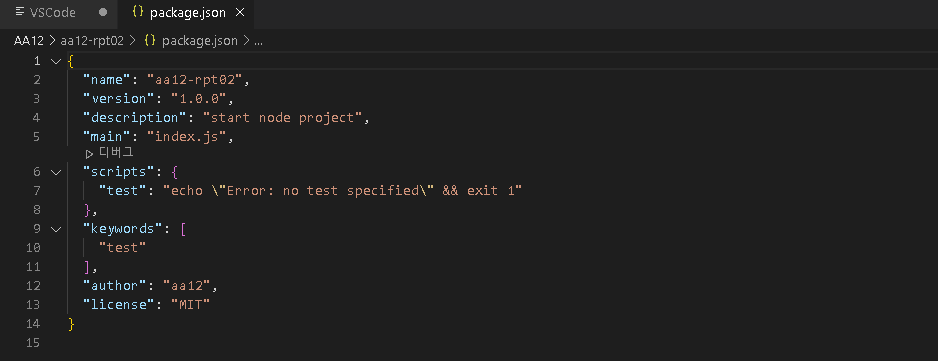 VSCode ● {} package.json ×
AA12 > aa12-rpt02 > {} package.json > ...
1 {
2 "name": "aa12-rpt02",
3 "version": "1.0.0",
4 "description": "start node project",
5 "main": "index.js",
▷ 디버그
6 "scripts": {
7 "test": "echo \"Error: no test specified\" && exit 1"
8 },
9 "keywords": [
10 "test"
11 ],
12 "author": "aa12",
13 "license": "MIT"
14 }
15